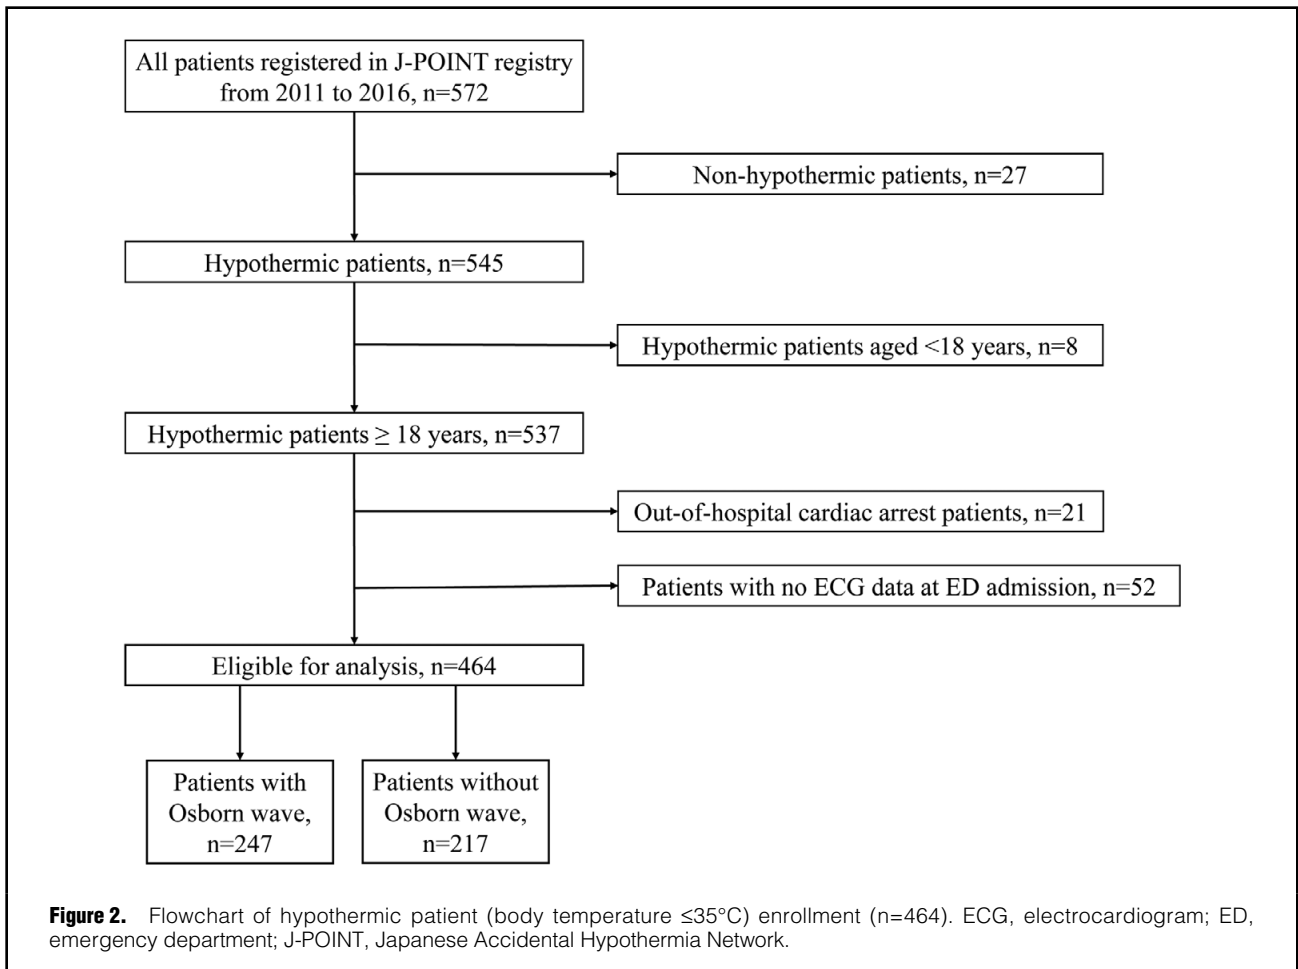 All patients registered in J-POINT registry
from 2011 to 2016, n=572
Non-hypothermic patients, n=27
Hypothermic patients, n=545
Hypothermic patients aged <18 years, n=8
Hypothermic patients ≥ 18 years, n=537
Out-of-hospital cardiac arrest patients, n=21
Patients with no ECG data at ED admission, n=52
Eligible for analysis, n=464
Patients with
Osborn wave,
n=247
Patients without
Osborn wave,
n=217
Figure 2. Flowchart of hypothermic patient (body temperature ≤35°C) enrollment (n=464). ECG, electrocardiogram; ED,
emergency department; J-POINT, Japanese Accidental Hypothermia Network.